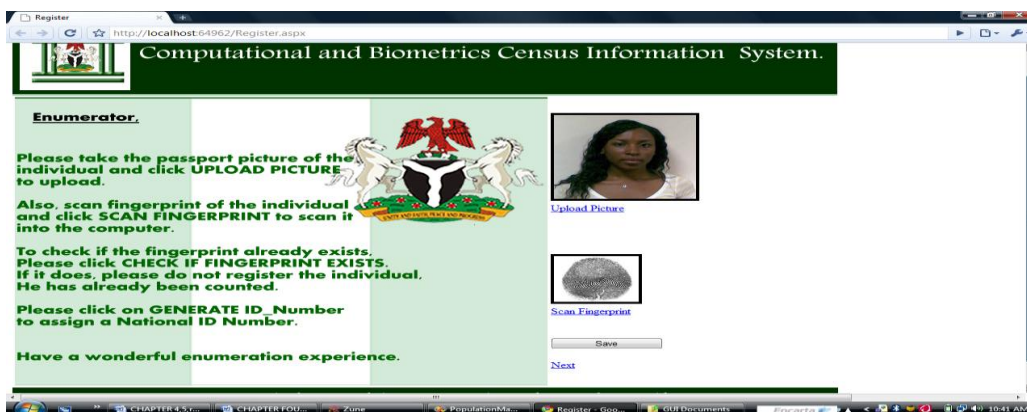 Register
http://localhost:64962/Register.aspx
Computational and Biometrics Census Information System.
Enumerator.
Please take the passport picture of the
individual and click UPLOAD PICTURE
to upload.
Also, scan fingerprint of the individual
and click SCAN FINGERPRINT to scan it
into the computer.
To check if the fingerprint already exists,
Please click CHECK IF FINGERPRINT EXISTS.
If it does, please do not register the individual,
He has already been counted.
Please click on GENERATE ID_Number
to assign a National ID Number.
Have a wonderful enumeration experience.
UNITY AND FAITH, PEACE AND PROGRESS
Upload Picture
Scan Fingerprint
Save
Next
CHAPTER 4,5,r...
CHAPTER FOU...
Zune
PopulationMa...
Register - Goo...
GUI Documents
Encarta
10:41